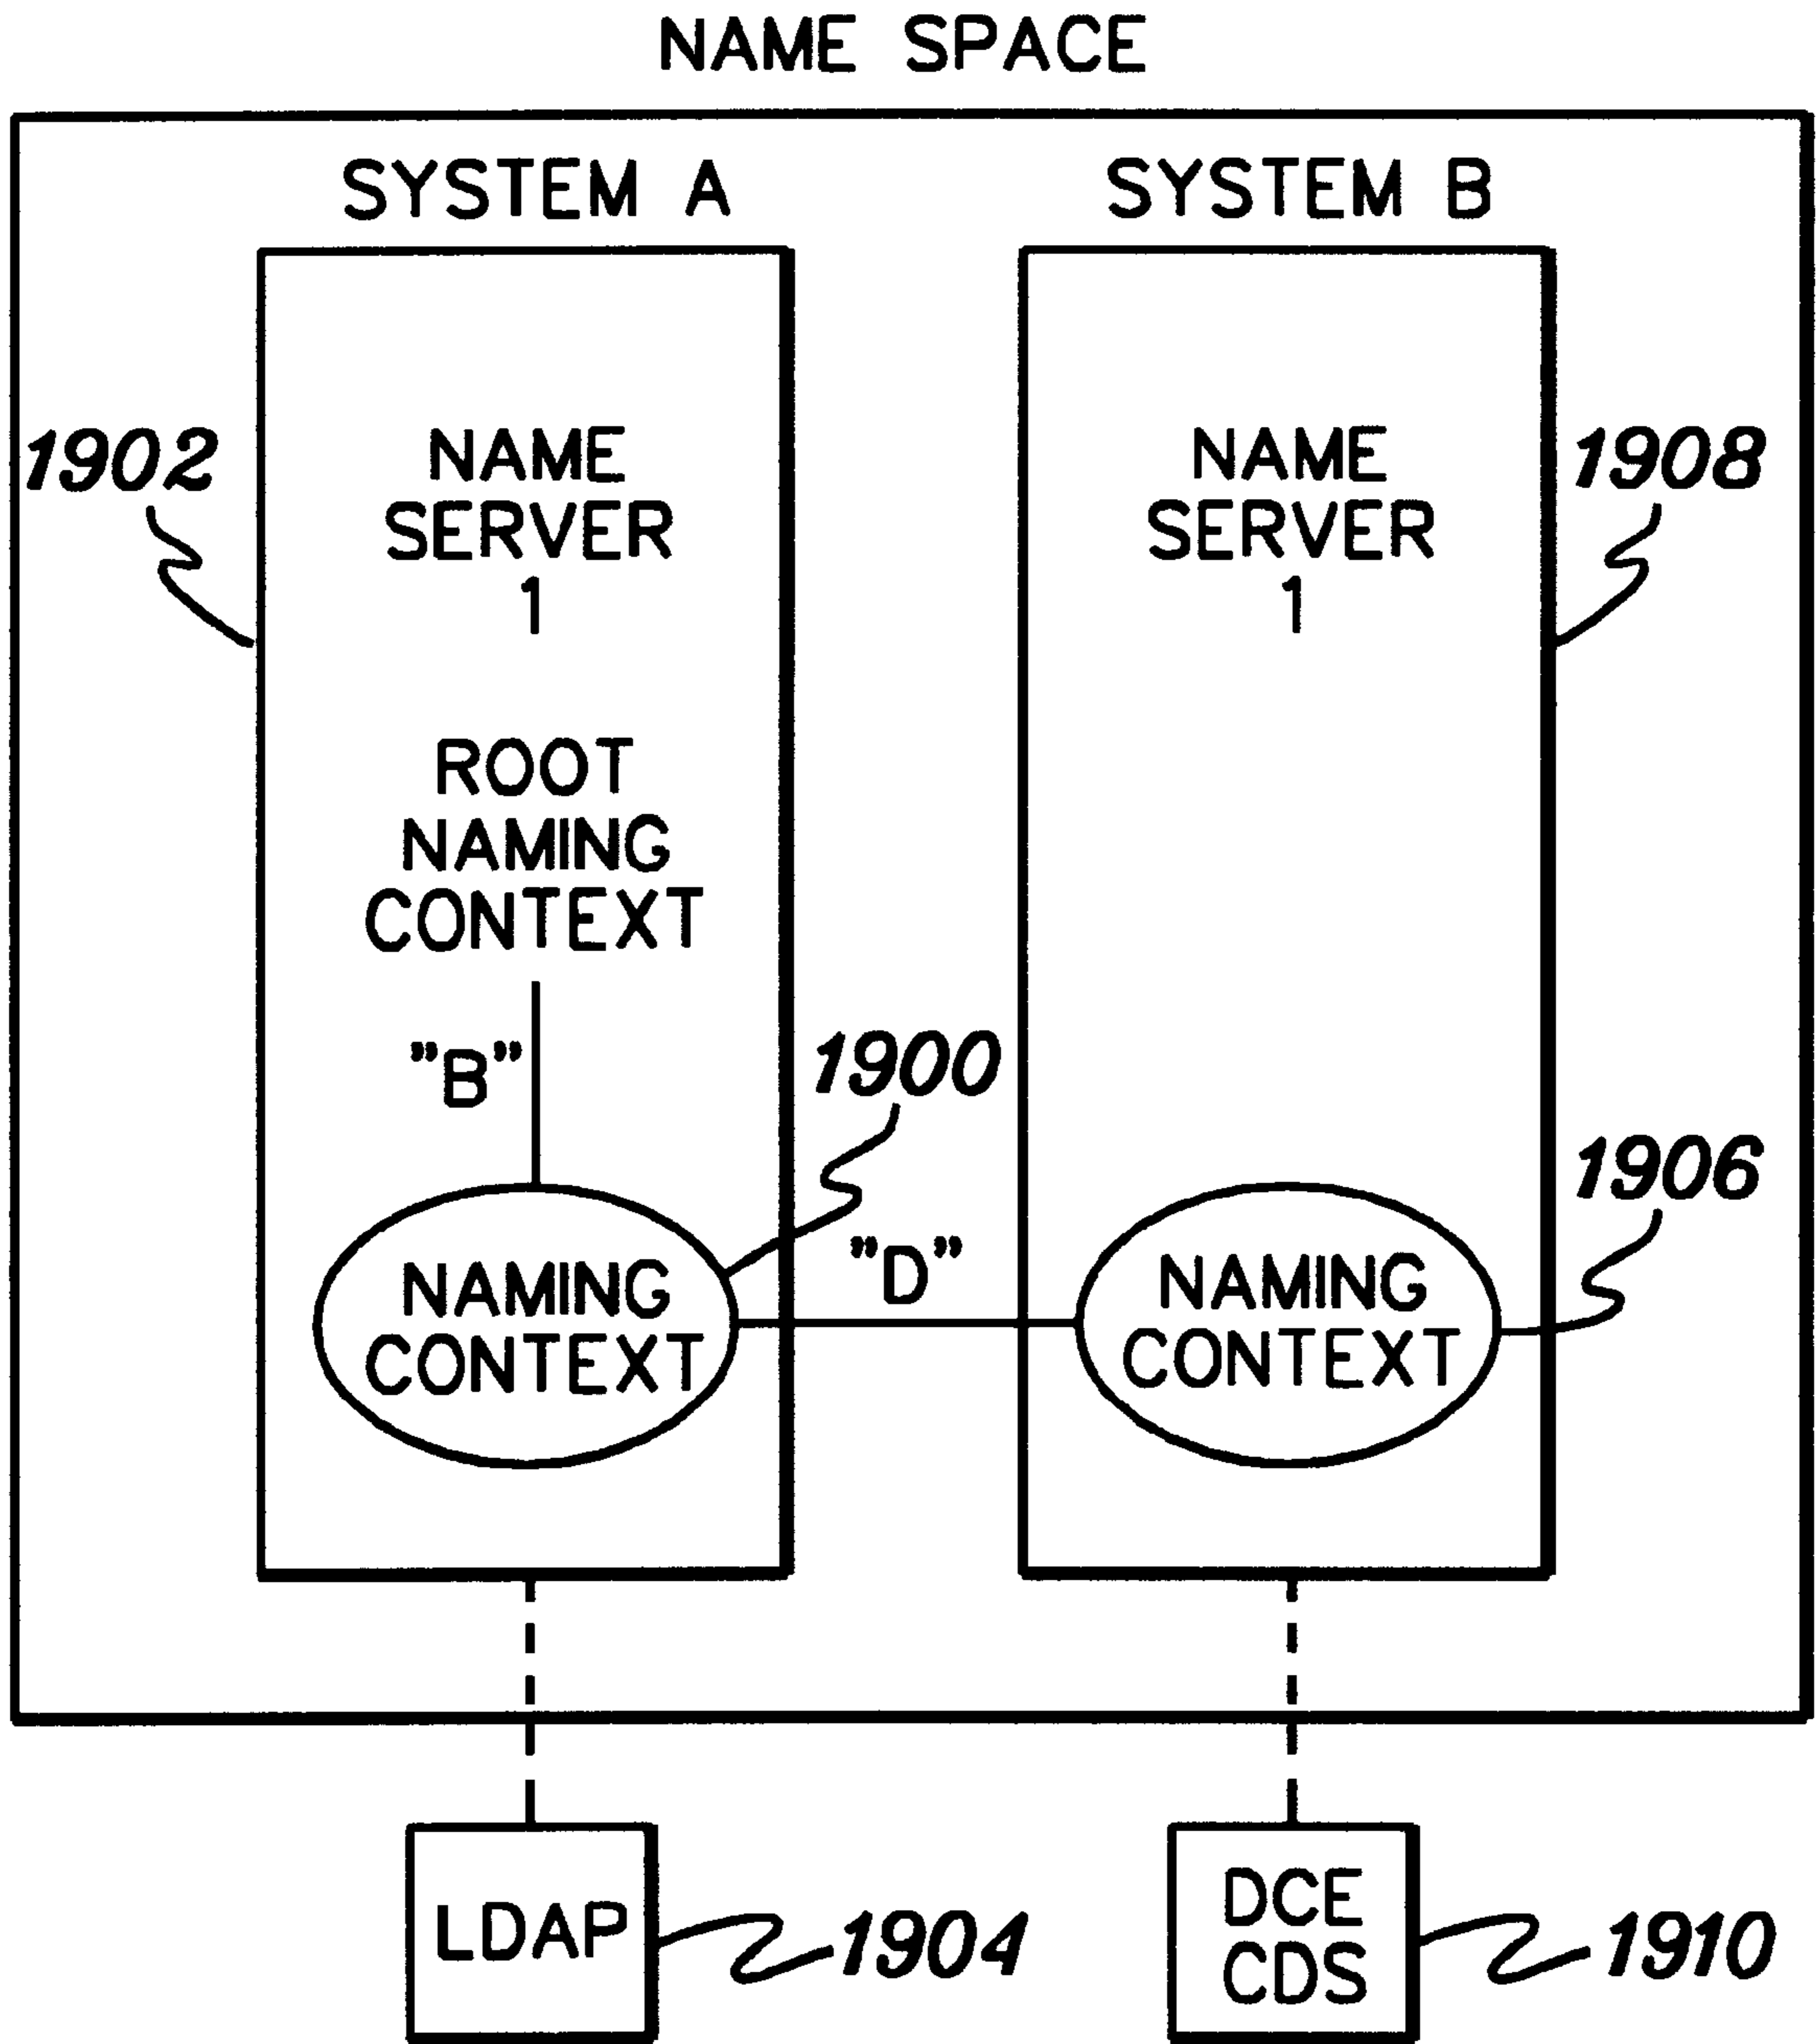 NAME SPACE
SYSTEM A
SYSTEM B
1902
NAME
SERVER
1
NAME
SERVER
1
1908
ROOT
NAMING
CONTEXT
"B"
1900
1906
NAMING
CONTEXT
"D"
NAMING
CONTEXT
LDAP
1904
DCE
CDS
1910